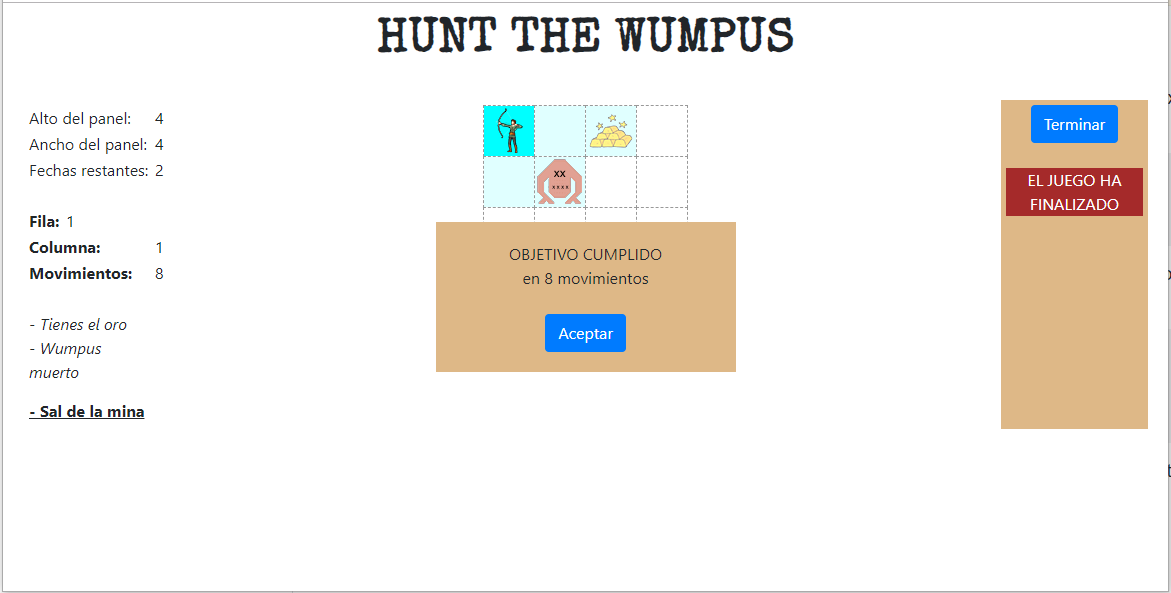 HUNT THE WUMPUS
Alto del panel: 4
Ancho del panel: 4
Fechas restantes: 2
Fila: 1
Columna: 1
Movimientos: 8
- Tienes el oro
- Wumpus
muerto
- Sal de la mina
XX
xxxx
OBJETIVO CUMPLIDO
en 8 movimientos
Aceptar
Terminar
EL JUEGO HA
FINALIZADO